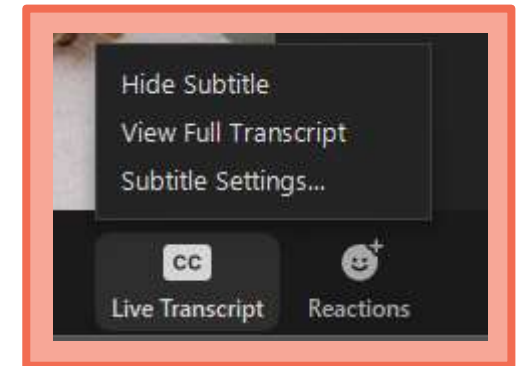 Hide Subtitle
View Full Transcript
Subtitle Settings...
CC
Live Transcript
Reactions